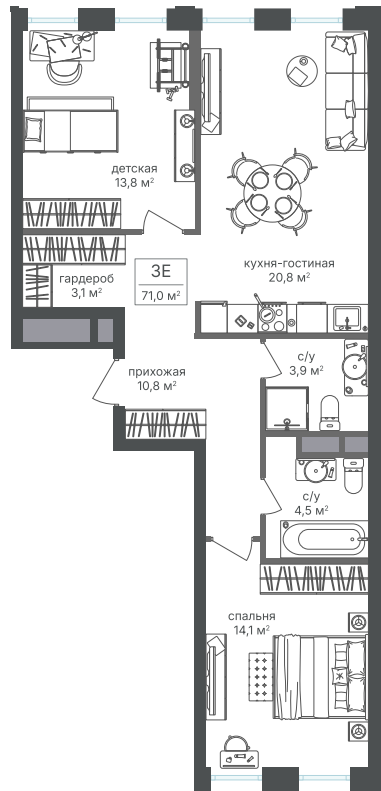 детская
13,8 м²
гардероб
3,1 м²
3Е
71,0 м²
кухня-гостиная
20,8 м²
прихожая
10,8 м²
с/у
3,9 м²
с/у
4,5 м²
спальня
14,1 м²